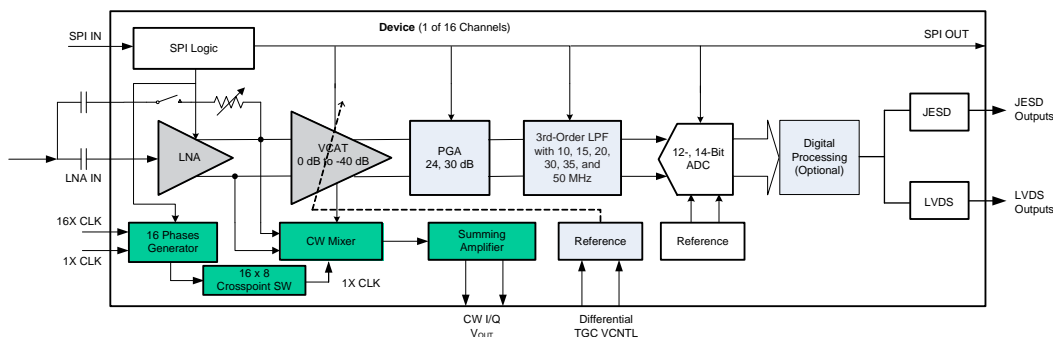 Device (1 of 16 Channels)
SPI IN
SPI Logic
SPI OUT
LNA
VCAT
0 dB to -40 dB
PGA
24, 30 dB
3rd-Order LPF
with 10, 15, 20,
30, 35, and
50 MHz
12-, 14-Bit
ADC
Digital
Processing
(Optional)
JESD
JESD
Outputs
LVDS
LVDS
Outputs
LNA IN
16X CLK
1X CLK
16 Phases
Generator
CW Mixer
Summing
Amplifier
Reference
Reference
16 x 8
Crosspoint SW
1X CLK
CW I/Q
VOUT
Differential
TGC VCNTL